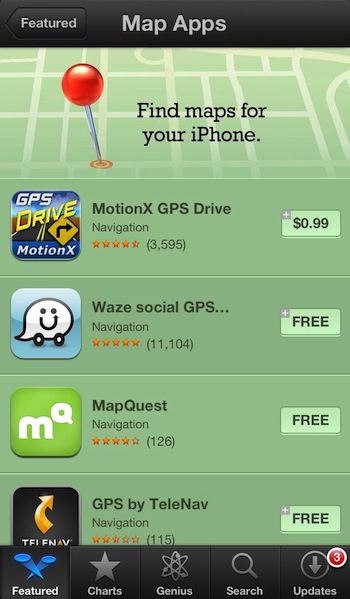 Featured
Map Apps
Find maps for
your iPhone.
GPS
DRIVE
MotionX
MotionX GPS Drive
Navigation
(3,595)
$0.99
Waze social GPS...
Navigation
(11,104)
FREE
mQ
MapQuest
Navigation
(126)
FREE
TELENAV
GPS by TeleNav
Navigation
(115)
FREE
3
Featured
Charts
Genius
Search
Updates